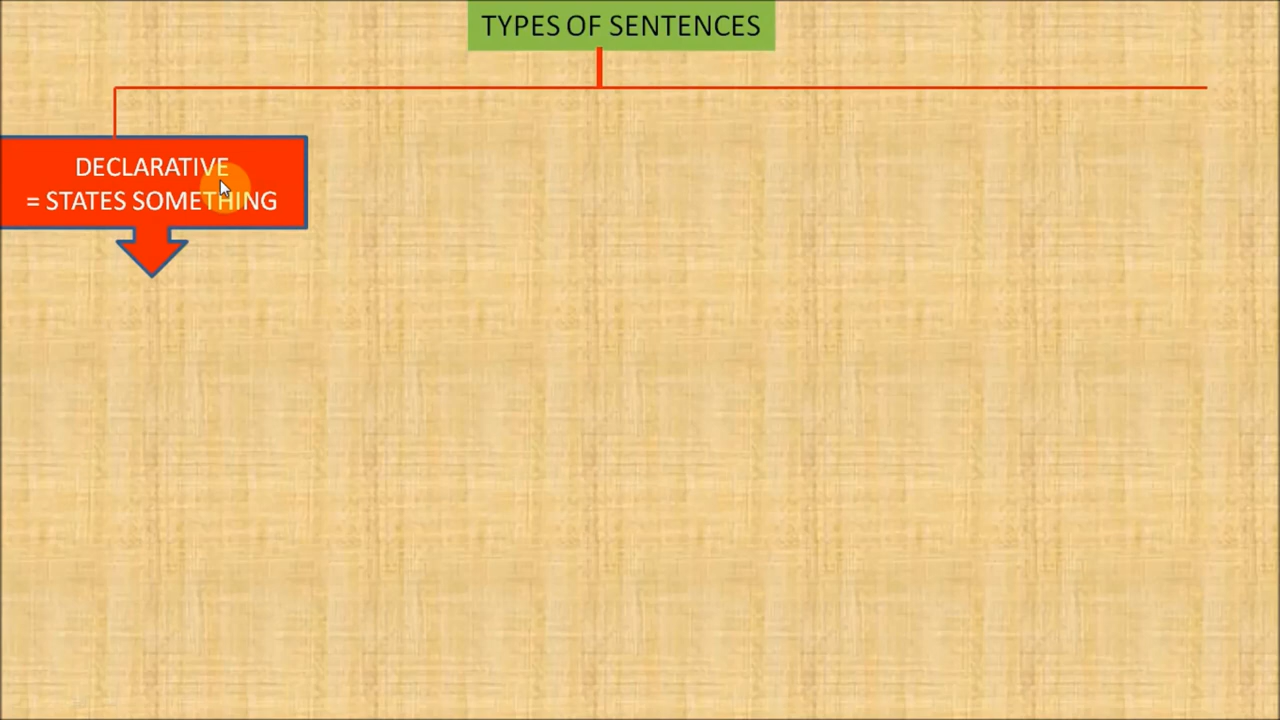 TYPES OF SENTENCES
DECLARATIVE
= STATES SOMETHING